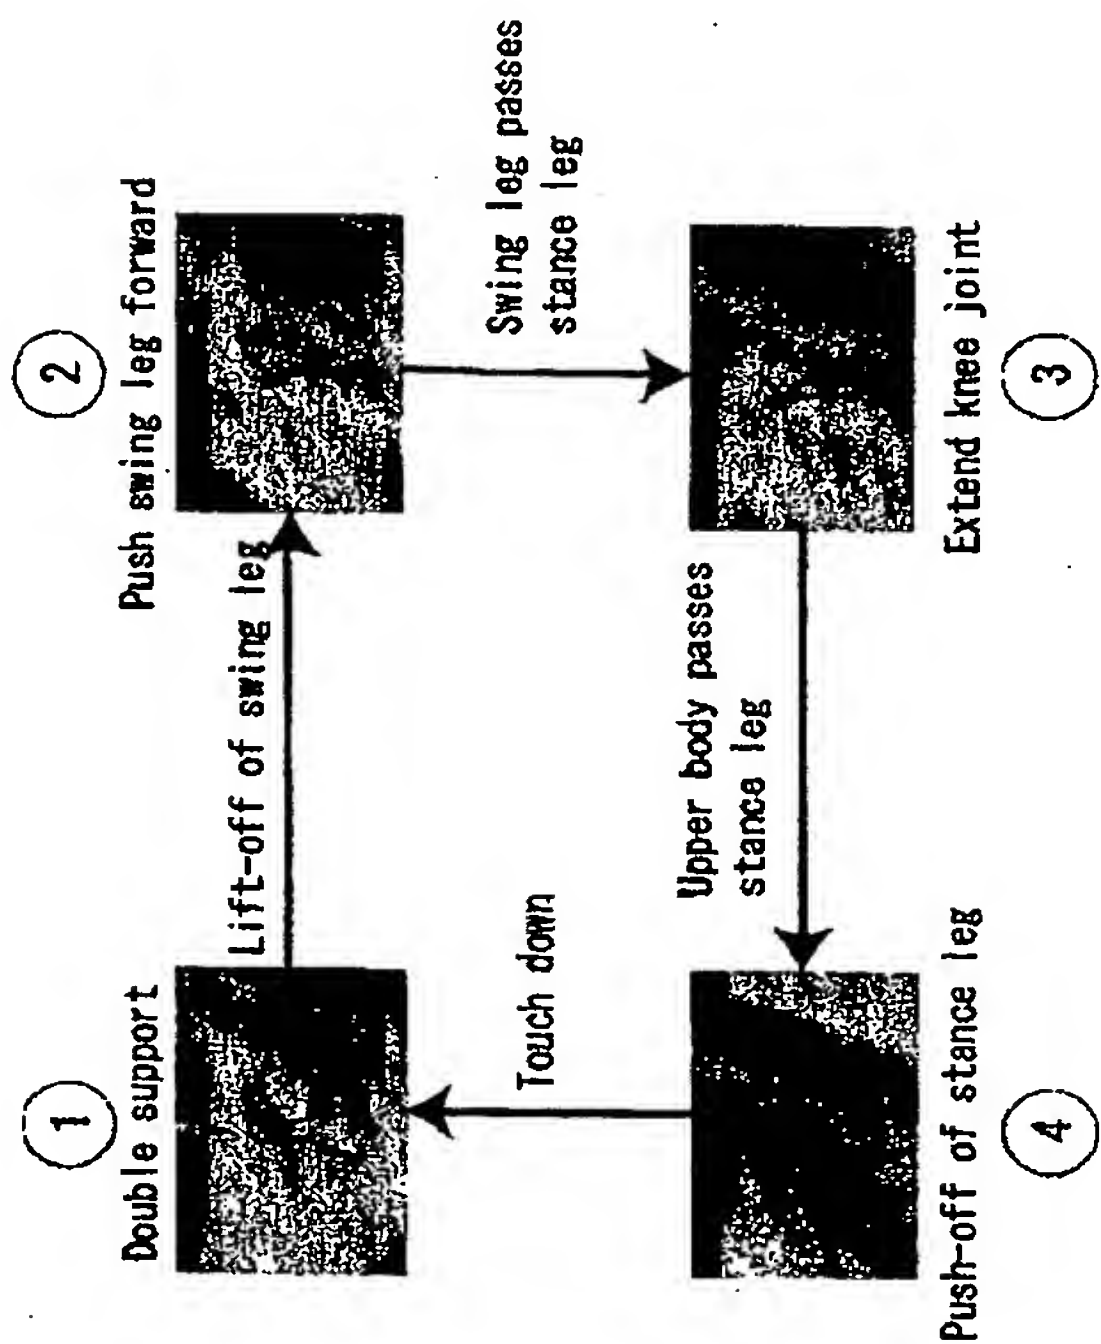 1
Double support
Lift-off of swing leg
2
Push swing leg forward
Swing leg passes
stance leg
Extend knee joint
3
Upper body passes
stance leg
Push-off of stance leg
4
Touch down